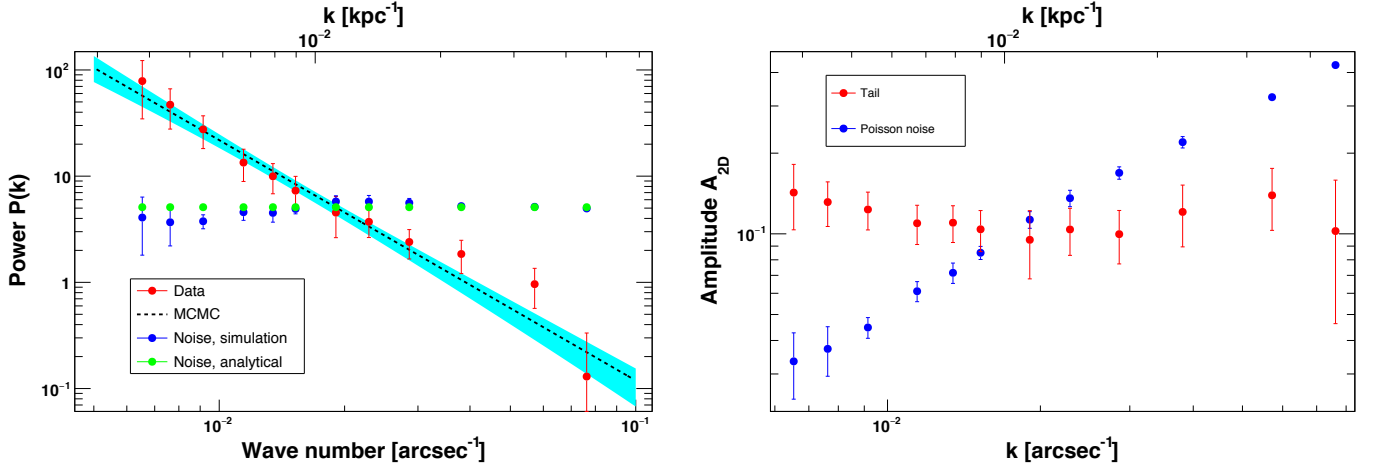 k [kpc⁻¹]
10⁻²
10²
10
1
10⁻¹
Power P(k)
Data
MCMC
Noise, simulation
Noise, analytical
10⁻²
10⁻¹
Wave number [arcsec⁻¹]
k [kpc⁻¹]
10⁻²
Tail
Poisson noise
10⁻¹
Amplitude A_2D
10⁻²
k [arcsec⁻¹]